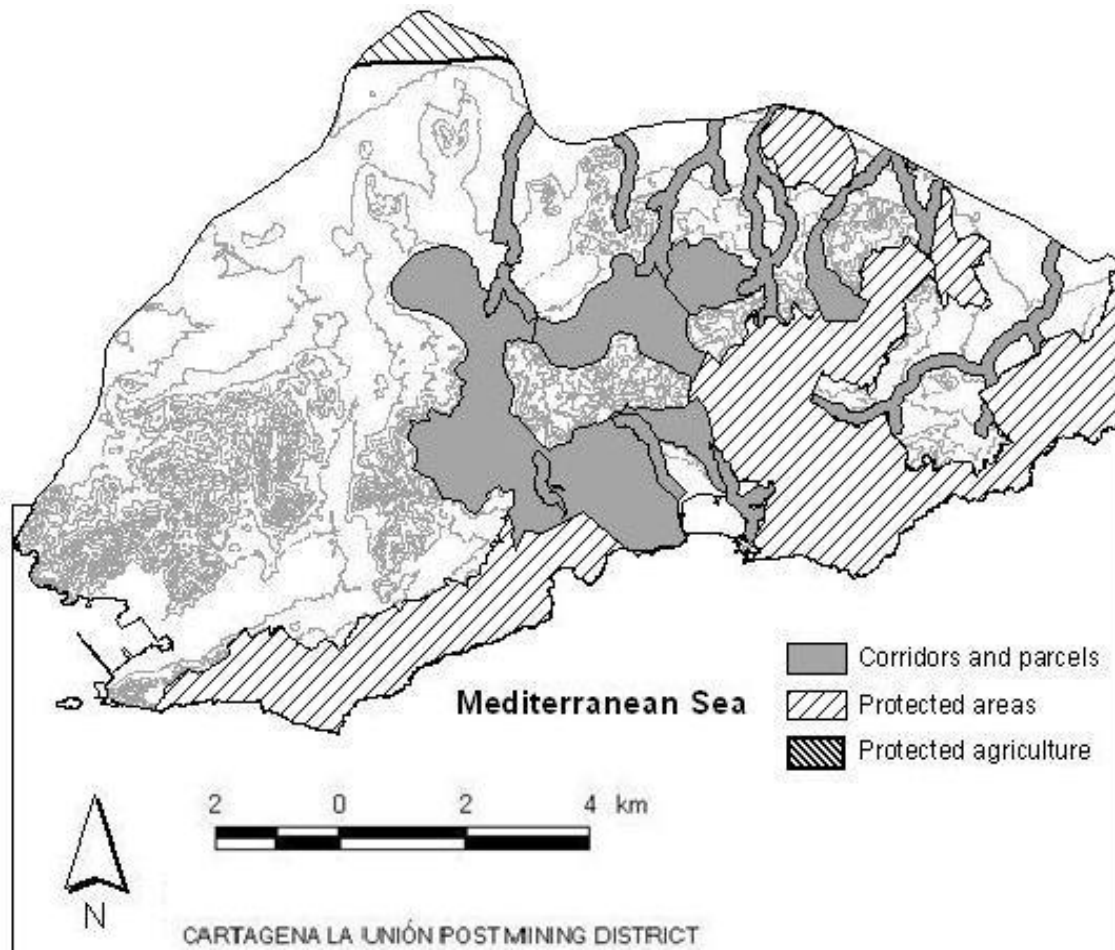 Mediterranean Sea
Corridors and parcels
Protected areas
Protected agriculture
2 0 2 4 km
N
CARTAGENA LA UNIÓN POSTMINING DISTRICT